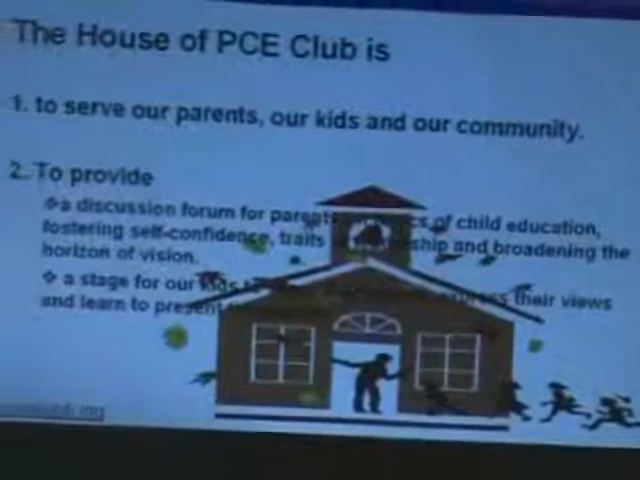 The House of PCE Club is
1. to serve our parents, our kids and our community.
2. To provide
❖a discussion forum for parents of child education,
fostering self-confidence, traits and broadening the
horizon of vision.
❖ a stage for our kids their views
and learn to present